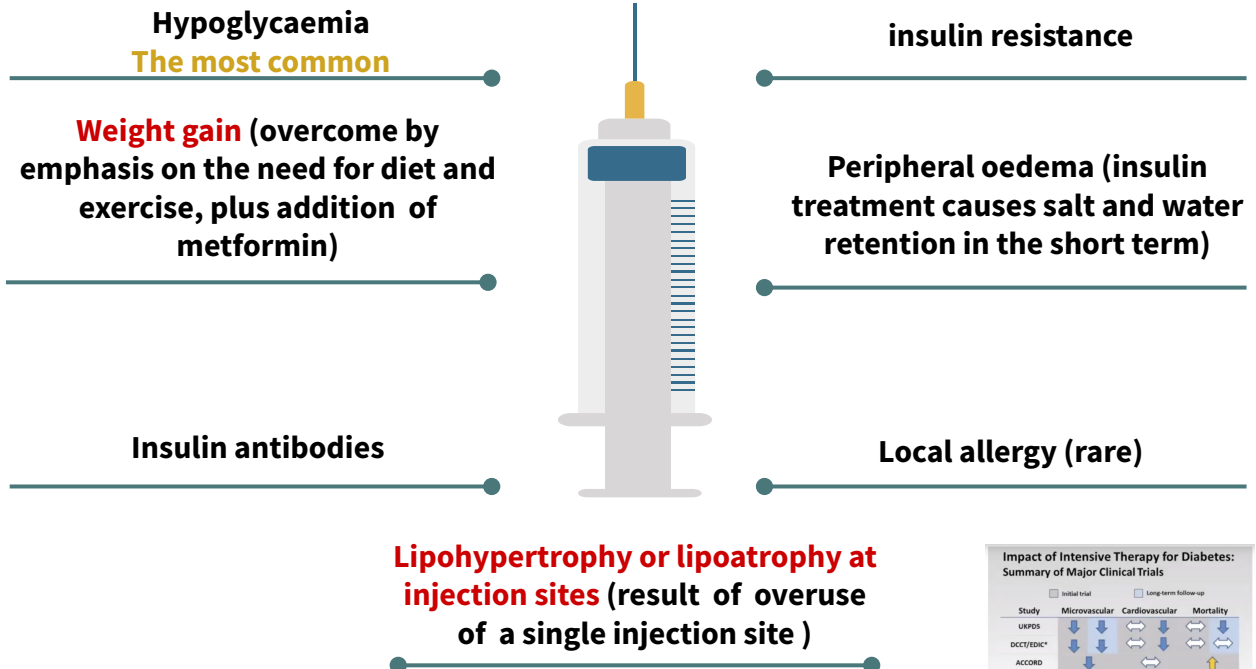 Hypoglycaemia
The most common
insulin resistance
Weight gain (overcome by
emphasis on the need for diet and
exercise, plus addition of
metformin)
Peripheral oedema (insulin
treatment causes salt and water
retention in the short term)
Insulin antibodies
Local allergy (rare)
Lipohypertrophy or lipoatrophy at
injection sites (result of overuse
of a single injection site )
Impact of Intensive Therapy for Diabetes:
Summary of Major Clinical Trials
Initial trial Long-term follow-up
Study Microvascular Cardiovascular Mortality
UKPDS
DCCT/EDIC*
ACCORD